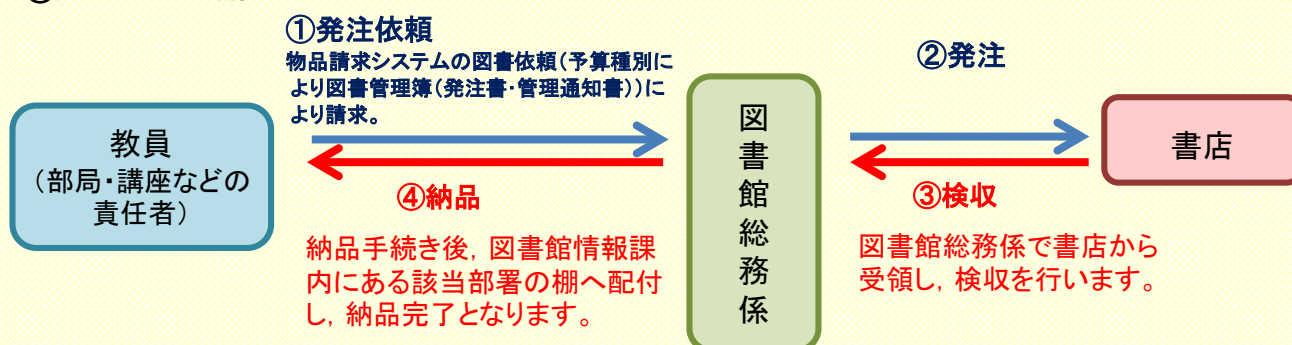 ①発注依頼
物品請求システムの図書依頼(予算種別に
より図書管理簿(発注書・管理通知書))に
より請求。
②発注
教員
(部局・講座などの
責任者)
図書館総務係
書店
④納品
納品手続き後，図書館情報課
内にある該当部署の棚へ配付
し，納品完了となります。
③検収
図書館総務係で書店から
受領し，検収を行います。